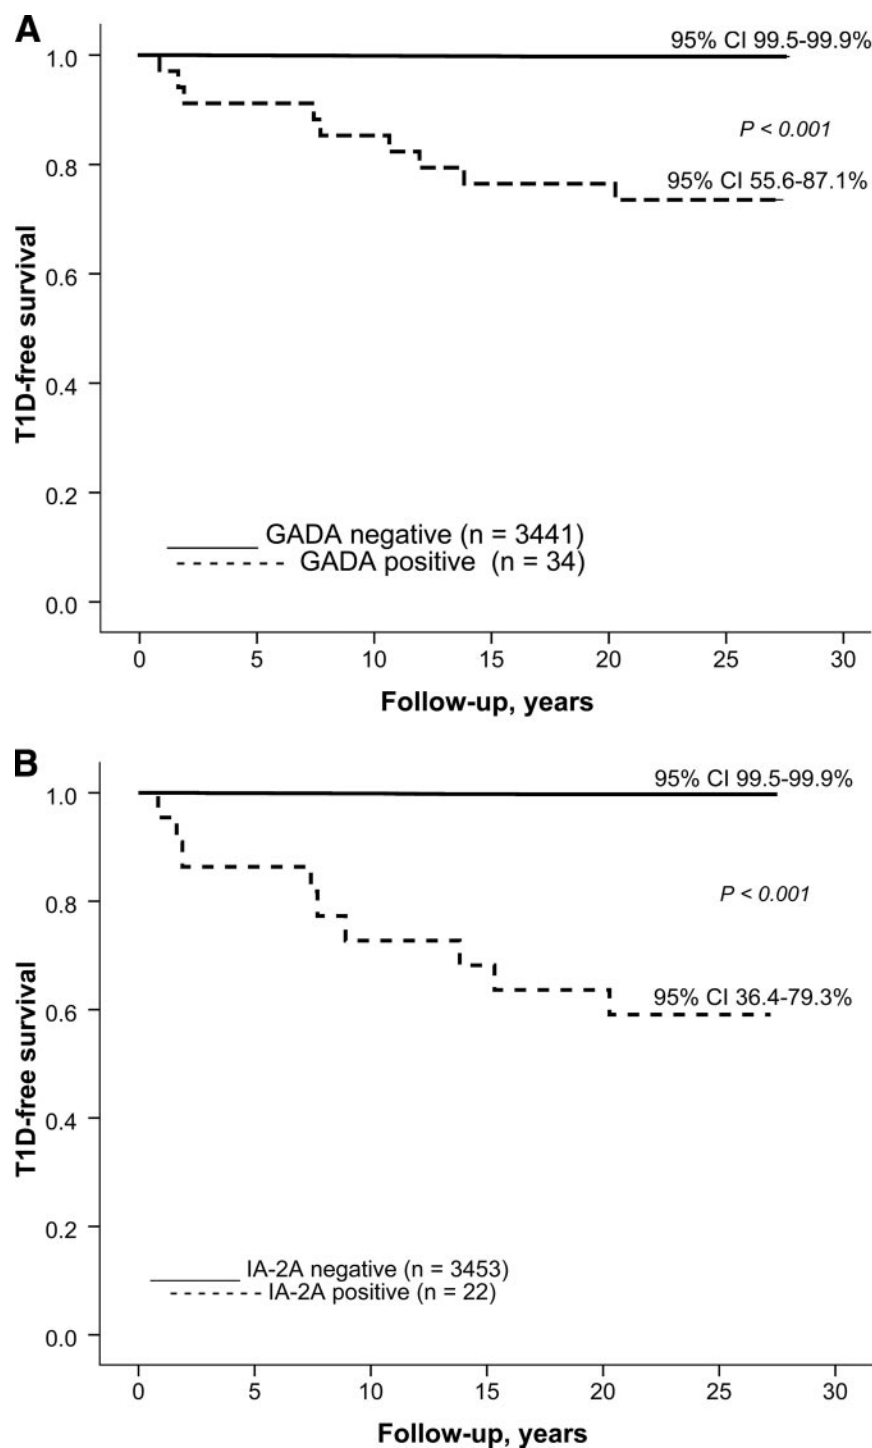 A
95% CI 99.5-99.9%
1.0
P < 0.001
0.8
95% CI 55.6-87.1%
0.6
T1D-free survival
0.4
0.2
GADA negative (n = 3441)
GADA positive (n = 34)
0.0
0 5 10 15 20 25 30
Follow-up, years
B
95% CI 99.5-99.9%
1.0
P < 0.001
0.8
95% CI 36.4-79.3%
0.6
T1D-free survival
0.4
0.2
IA-2A negative (n = 3453)
IA-2A positive (n = 22)
0.0
0 5 10 15 20 25 30
Follow-up, years